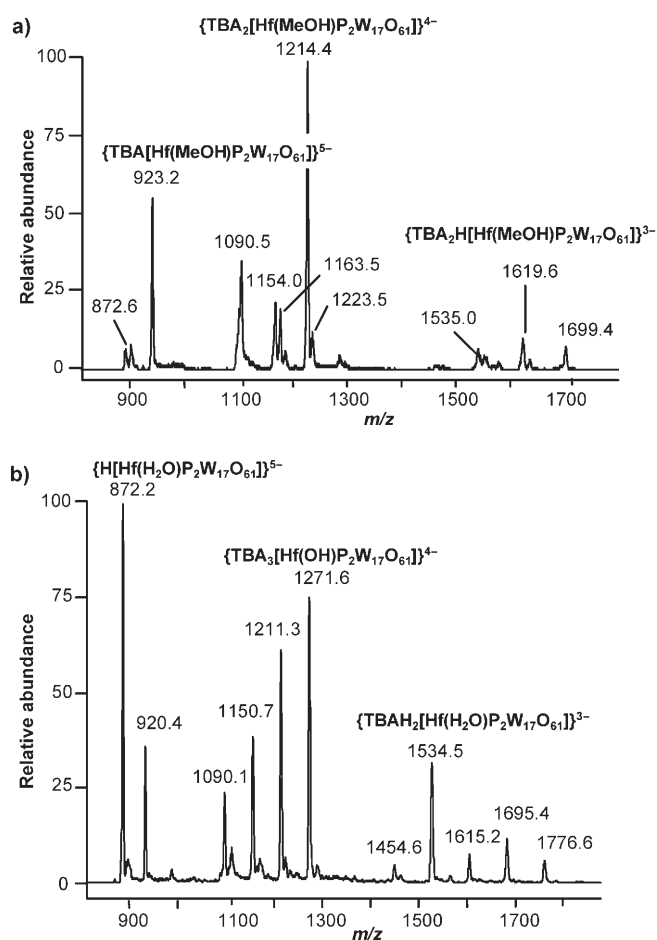 a)
{TBA₂[Hf(MeOH)P₂W₁₇O₆₁]}⁴⁻
1214.4
100
75
50
25
0
Relative abundance
{TBA[Hf(MeOH)P₂W₁₇O₆₁]}⁵⁻
923.2
872.6
1090.5
1154.0
1163.5
1223.5
{TBA₂H[Hf(MeOH)P₂W₁₇O₆₁]}³⁻
1619.6
1535.0
1699.4
900 1100 1300 1500 1700
m/z
b)
{H[Hf(H₂O)P₂W₁₇O₆₁]}⁵⁻
872.2
100
75
50
25
0
Relative abundance
{TBA₃[Hf(OH)P₂W₁₇O₆₁]}⁴⁻
1271.6
1211.3
1150.7
920.4
1090.1
{TBAH₂[Hf(H₂O)P₂W₁₇O₆₁]}³⁻
1534.5
1695.4
1454.6
1615.2
1776.6
900 1100 1300 1500 1700
m/z